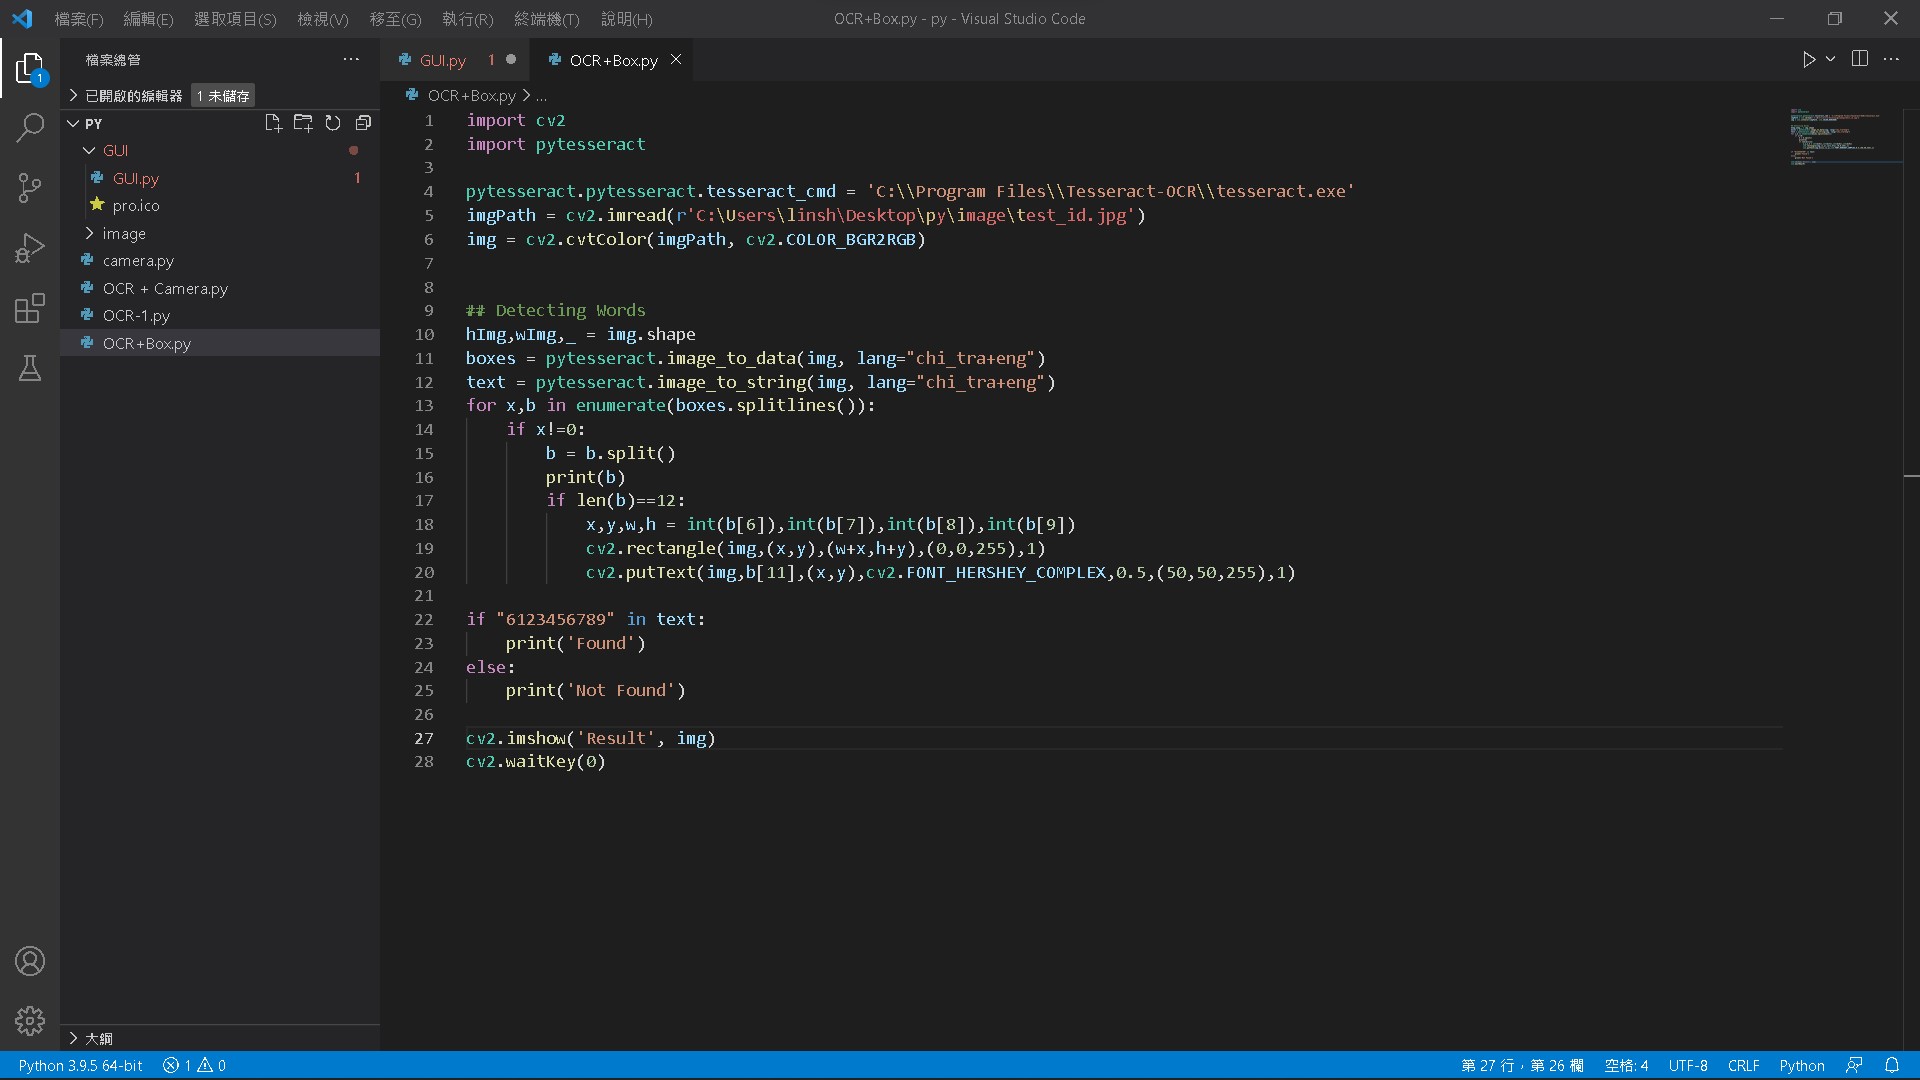 檔案(F) 編輯(E) 選取項目(S) 檢視(V) 移至(G) 執行(R) 終端機(T) 說明(H)
OCR+Box.py - py - Visual Studio Code
檔案總管
1
已開啟的編輯器 1 未儲存
PY
GUI
GUI.py 1
pro.ico
image
camera.py
OCR + Camera.py
OCR-1.py
OCR+Box.py
大綱
GUI.py 1
OCR+Box.py
OCR+Box.py > ...
1 import cv2
2 import pytesseract
3
4 pytesseract.pytesseract.tesseract_cmd = 'C:\\Program Files\\Tesseract-OCR\\tesseract.exe'
5 imgPath = cv2.imread(r'C:\Users\linsh\Desktop\py\image\test_id.jpg')
6 img = cv2.cvtColor(imgPath, cv2.COLOR_BGR2RGB)
7
8
9 ## Detecting Words
10 hImg,wImg,_ = img.shape
11 boxes = pytesseract.image_to_data(img, lang="chi_tra+eng")
12 text = pytesseract.image_to_string(img, lang="chi_tra+eng")
13 for x,b in enumerate(boxes.splitlines()):
14     if x!=0:
15         b = b.split()
16         print(b)
17         if len(b)==12:
18             x,y,w,h = int(b[6]),int(b[7]),int(b[8]),int(b[9])
19             cv2.rectangle(img,(x,y),(w+x,h+y),(0,0,255),1)
20             cv2.putText(img,b[11],(x,y),cv2.FONT_HERSHEY_COMPLEX,0.5,(50,50,255),1)
21
22 if "6123456789" in text:
23     print('Found')
24 else:
25     print('Not Found')
26
27 cv2.imshow('Result', img)
28 cv2.waitKey(0)
Python 3.9.5 64-bit 1 0
第 27 行，第 26 欄 空格: 4 UTF-8 CRLF Python